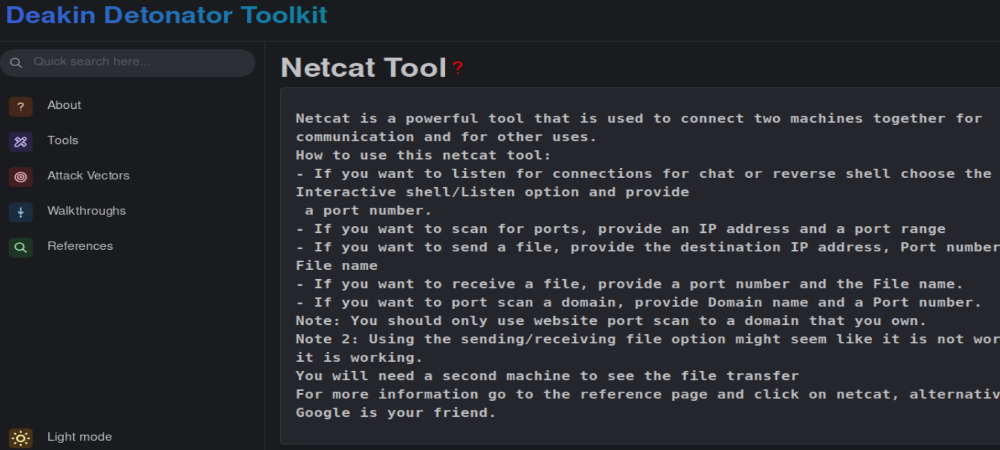 Deakin Detonator Toolkit
Quick search here...
About
Tools
Attack Vectors
Walkthroughs
References
Light mode
Netcat Tool ?
Netcat is a powerful tool that is used to connect two machines together for
communication and for other uses.
How to use this netcat tool:
- If you want to listen for connections for chat or reverse shell choose the
Interactive shell/Listen option and provide
a port number.
- If you want to scan for ports, provide an IP address and a port range
- If you want to send a file, provide the destination IP address, Port number
File name
- If you want to receive a file, provide a port number and the File name.
- If you want to port scan a domain, provide Domain name and a Port number.
Note: You should only use website port scan to a domain that you own.
Note 2: Using the sending/receiving file option might seem like it is not
it is working.
You will need a second machine to see the file transfer
For more information go to the reference page and click on netcat,
Google is your friend.